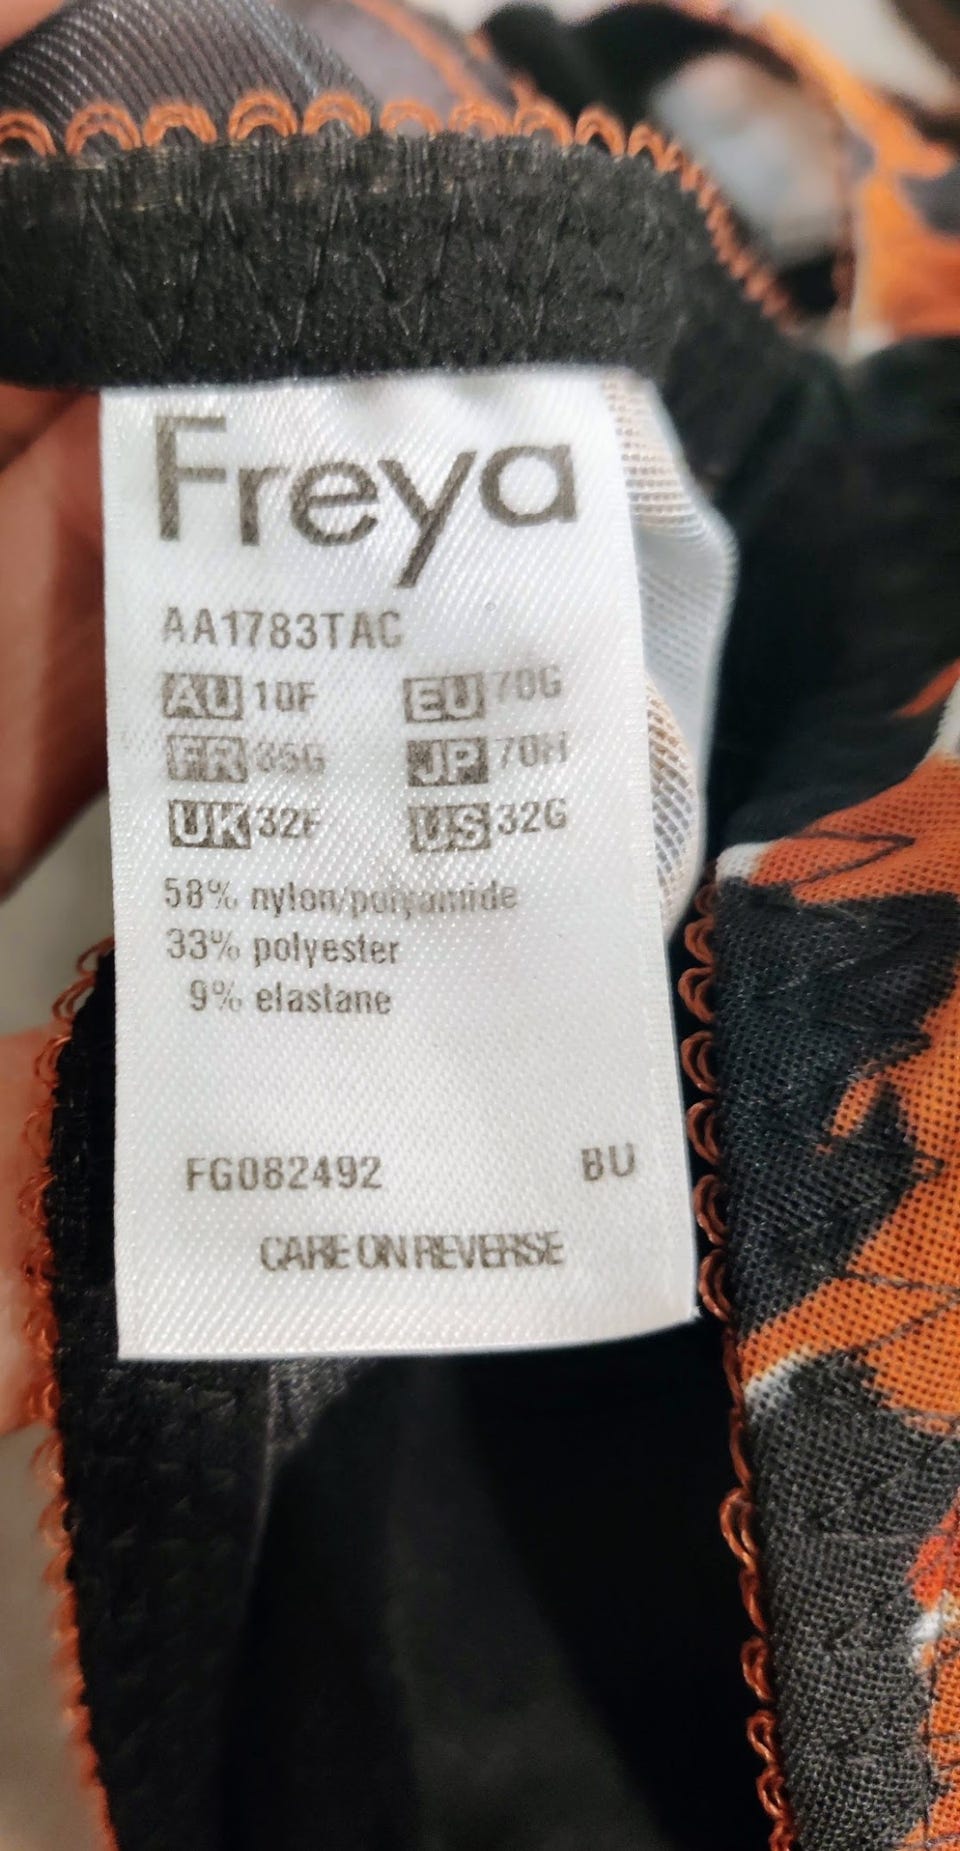 Freya
AA1783TAC
AU 10F EU 70G
FR 85G JP 70H
UK 32F US 32G
58% nylon/polyamide
33% polyester
9% elastane
FG082492 BU
CARE ON REVERSE